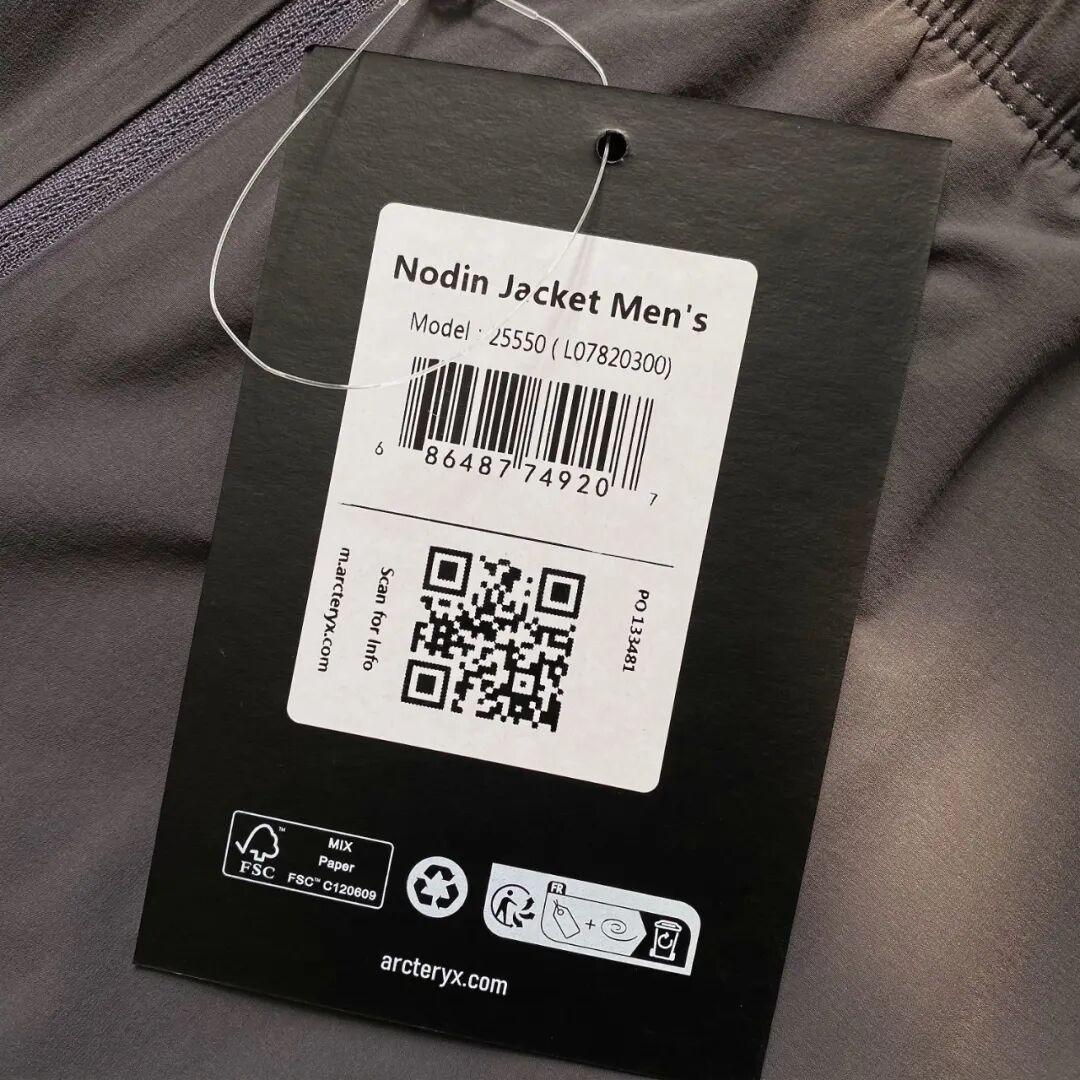 Nodin Jacket Men's
Model : 25550 ( L07820300)
6 86487 74920 7
m.arcteryx.com
Scan for Info
PO 133481
FSC™
MIX
Paper
FSC™ C120609
FR
arcteryx.com